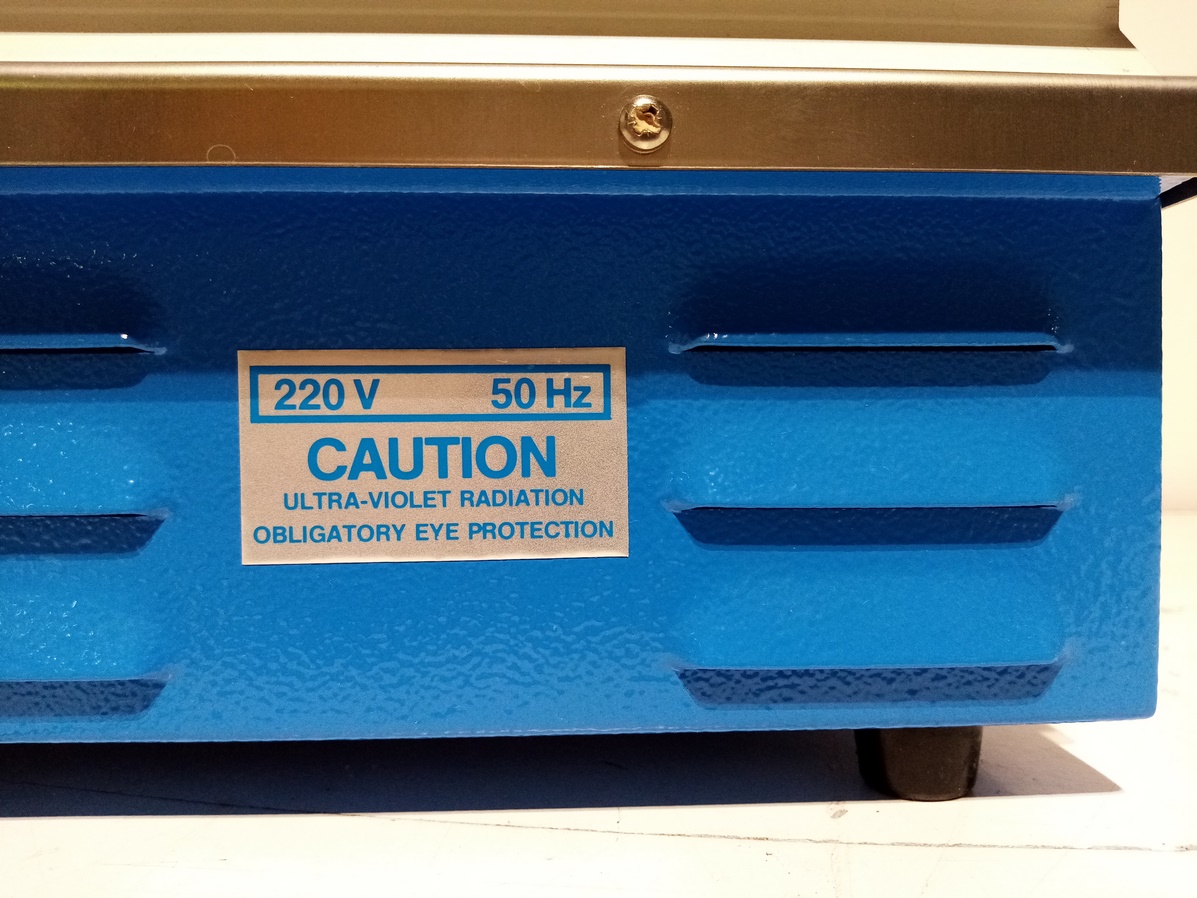 220 V 50 Hz
CAUTION
ULTRA-VIOLET RADIATION
OBLIGATORY EYE PROTECTION